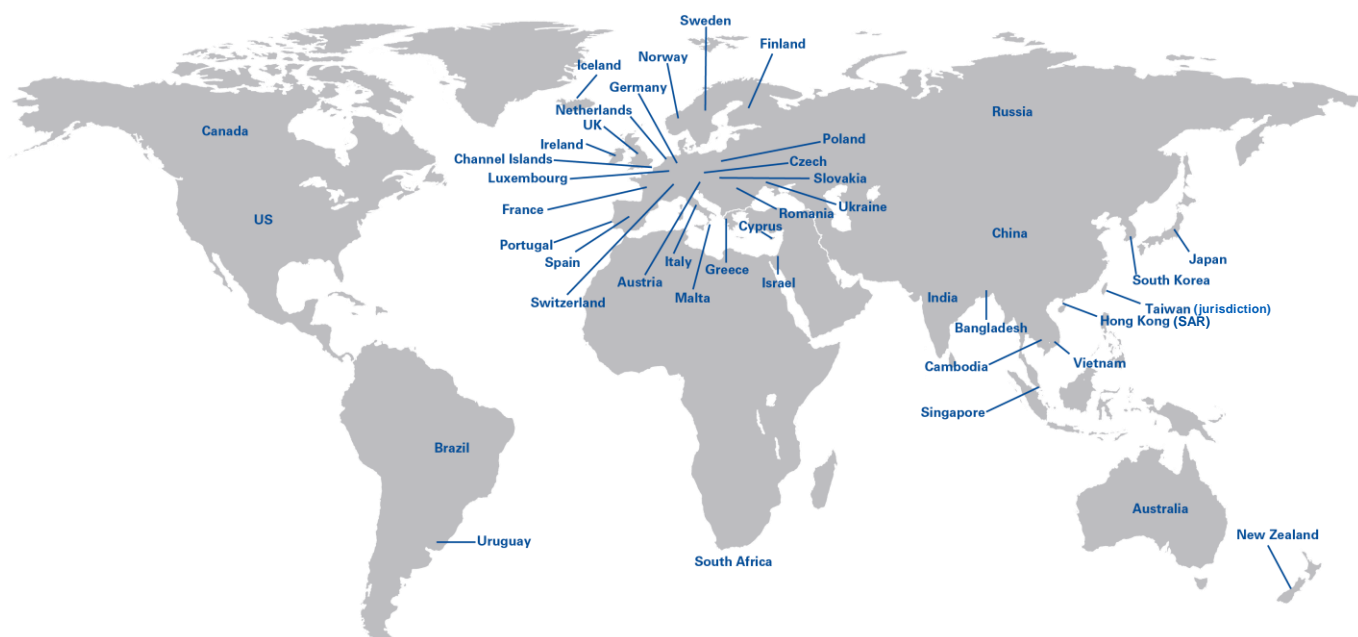 Sweden
Finland
Norway
Iceland
Germany
Netherlands
UK
Ireland
Channel Islands
Luxembourg
France
Portugal
Spain
Switzerland
Austria
Italy
Malta
Greece
Cyprus
Israel
Poland
Czech
Slovakia
Ukraine
Romania
Russia
Canada
US
China
Japan
South Korea
India
Taiwan (jurisdiction)
Hong Kong (SAR)
Bangladesh
Cambodia
Vietnam
Singapore
Brazil
Uruguay
South Africa
Australia
New Zealand